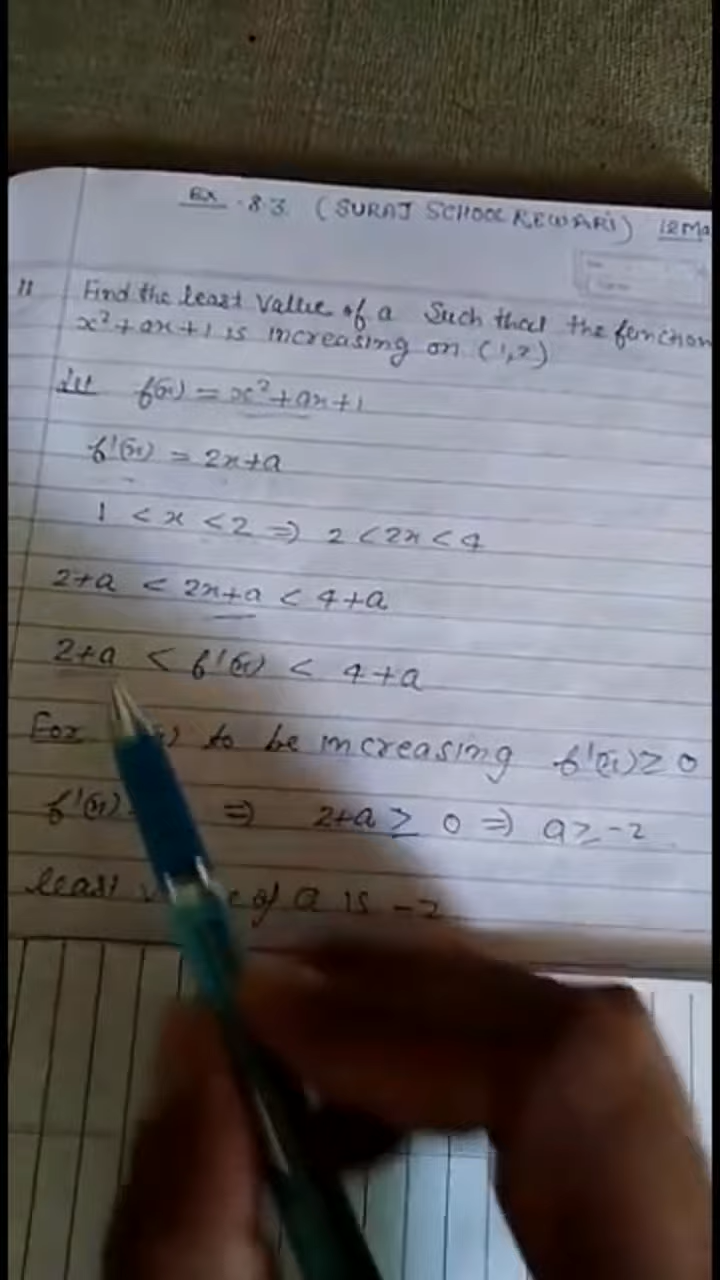 Ex - 8.3. (SURAJ SCHOOL REWARI) 12 Ma
11 Find the least Value of a Such that the function
x²+ax+1 is increasing on (1,2)
Let f(x) = x²+ax+1
f'(x) = 2x+a
1 < x < 2 ⇒ 2 < 2x < 4
2+a < 2x+a < 4+a
2+a < f'(x) < 4+a
For to be increasing f'(x) ≥ 0
f'(x) ⇒ 2+a ≥ 0 ⇒ a ≥ -2
least of a is -2